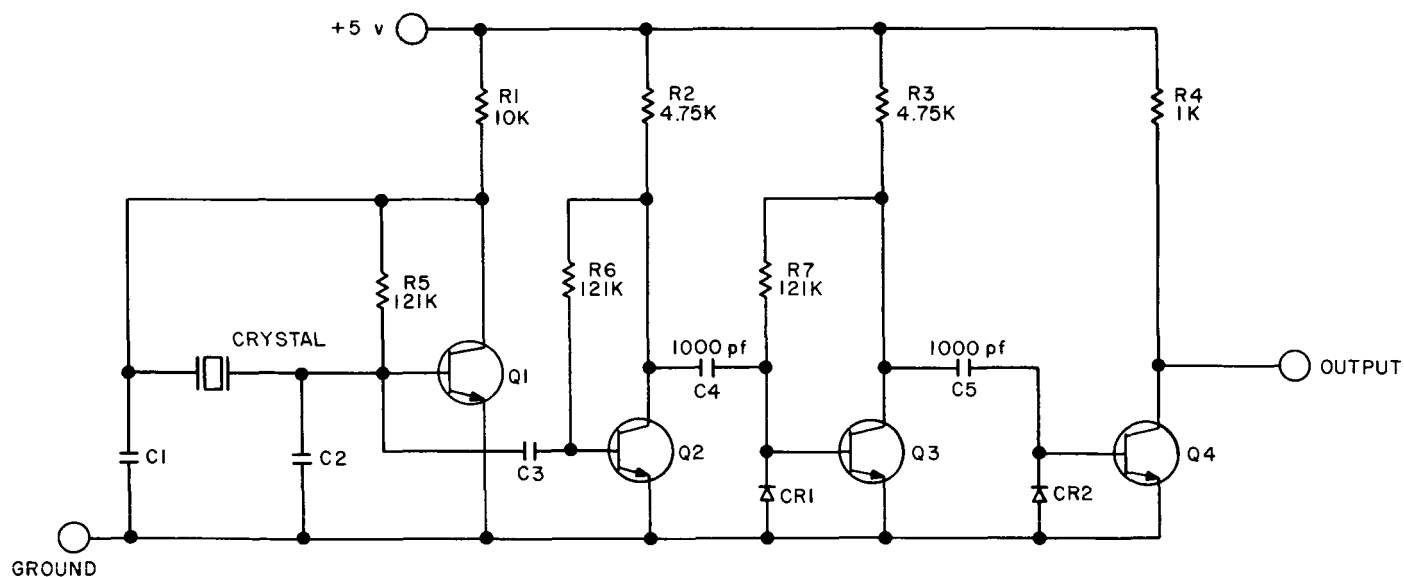 +5 v
R1
10K
R2
4.75K
R3
4.75K
R4
1K
R5
121K
R6
121K
R7
121K
CRYSTAL
Q1
1000 pf
C4
1000 pf
C5
OUTPUT
C1
C2
C3
Q2
CR1
Q3
CR2
Q4
GROUND